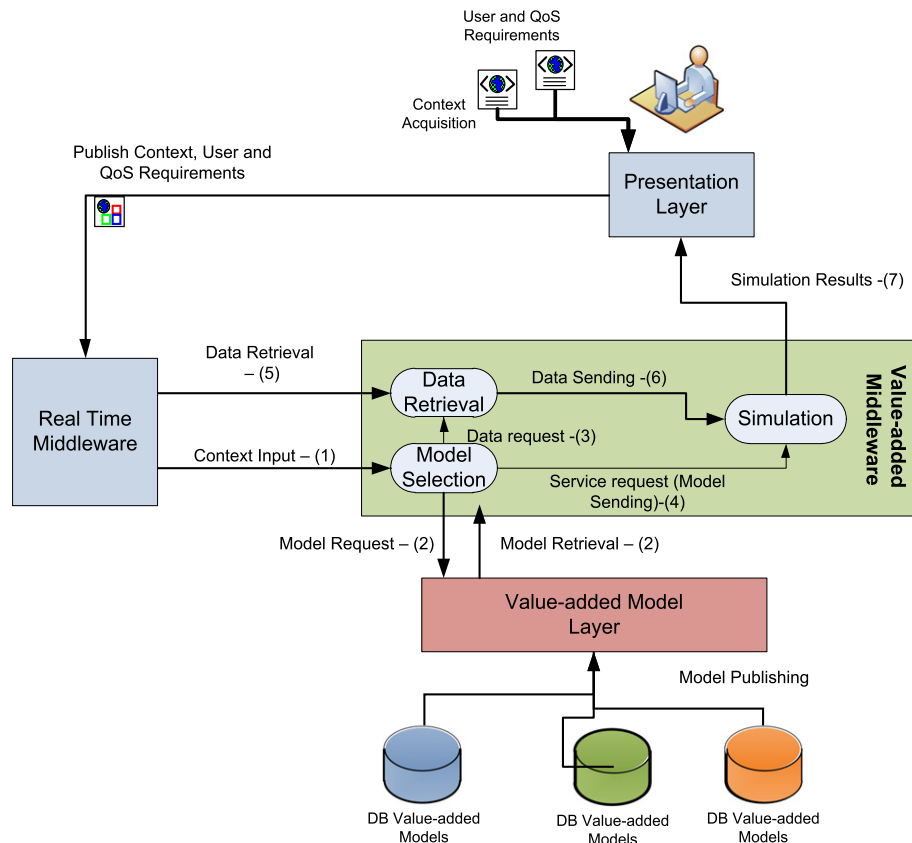 User and QoS
Requirements
Context
Acquisition
Publish Context, User and
QoS Requirements
Presentation
Layer
Simulation Results -(7)
Real Time
Middleware
Data Retrieval
– (5)
Context Input – (1)
Data
Retrieval
Model
Selection
Data Sending -(6)
Data request -(3)
Service request (Model
Sending)-(4)
Simulation
Value-added
Middleware
Model Request – (2)
Model Retrieval – (2)
Value-added Model
Layer
Model Publishing
DB Value-added
Models
DB Value-added
Models
DB Value-added
Models